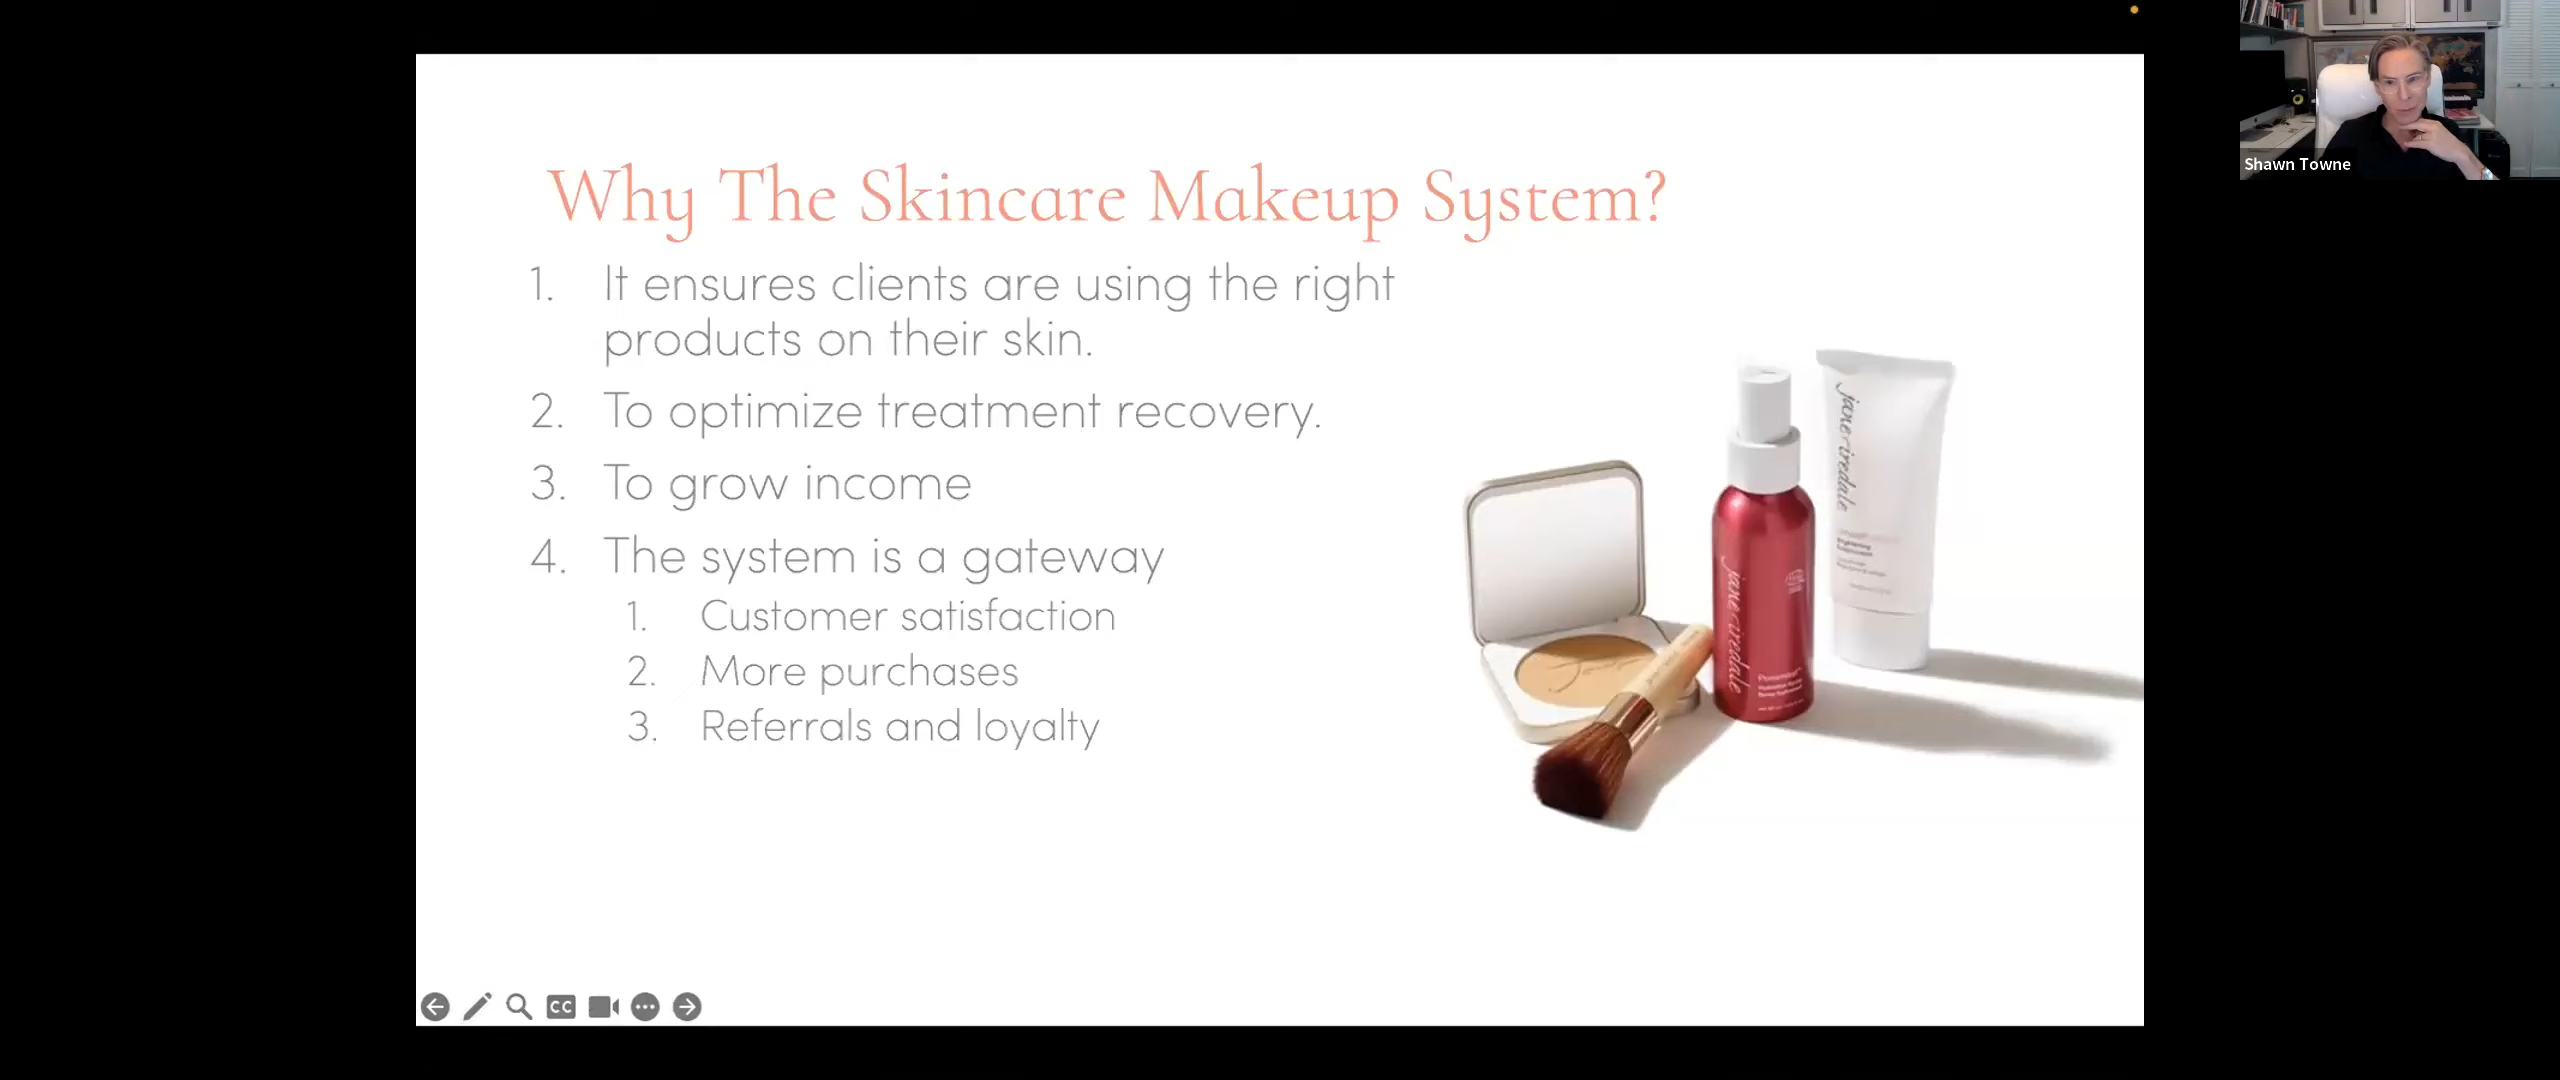 Why The Skincare Makeup System?
1. It ensures clients are using the right
products on their skin.
2. To optimize treatment recovery.
3. To grow income
4. The system is a gateway
1. Customer satisfaction
2. More purchases
3. Referrals and loyalty
jane iredale
jane iredale
CC
Shawn Towne